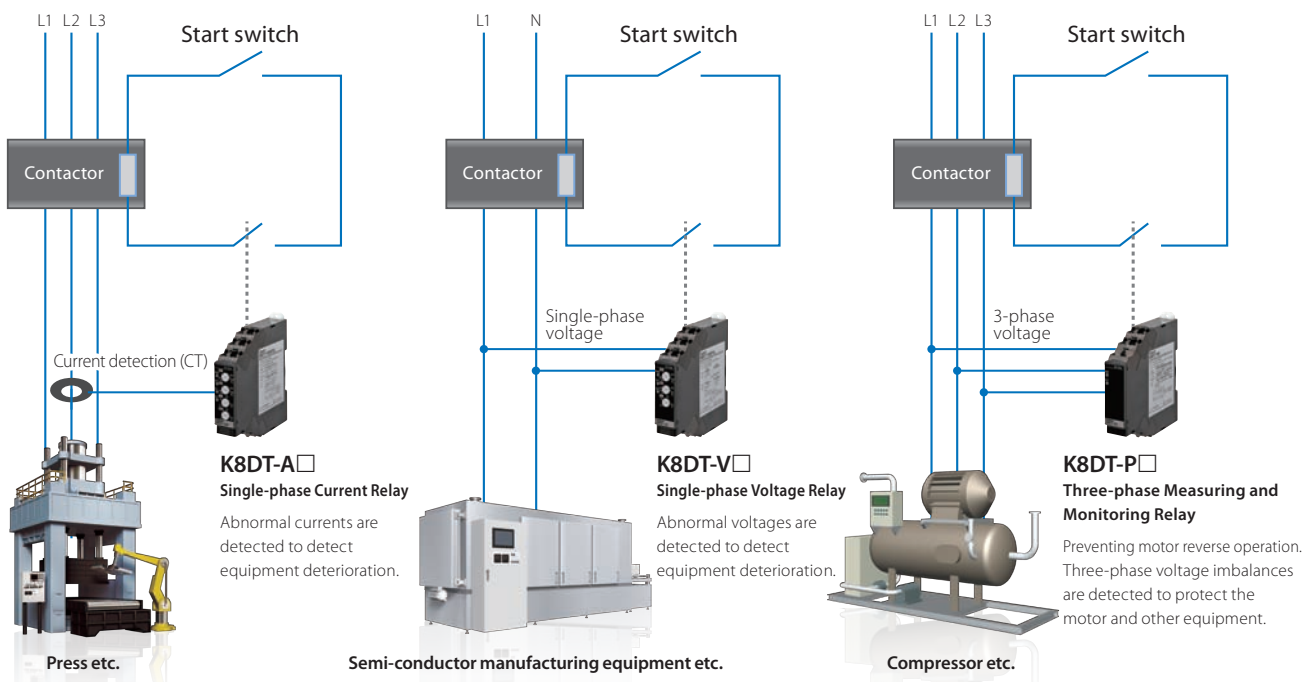 L1 L2 L3
Start switch
Contactor
Current detection (CT)
K8DT-A□
Single-phase Current Relay
Abnormal currents are
detected to detect
equipment deterioration.
Press etc.
L1 N
Start switch
Contactor
Single-phase
voltage
K8DT-V□
Single-phase Voltage Relay
Abnormal voltages are
detected to detect
equipment deterioration.
Semi-conductor manufacturing equipment etc.
L1 L2 L3
Start switch
Contactor
3-phase
voltage
K8DT-P□
Three-phase Measuring and
Monitoring Relay
Preventing motor reverse operation.
Three-phase voltage imbalances
are detected to protect the
motor and other equipment.
Compressor etc.